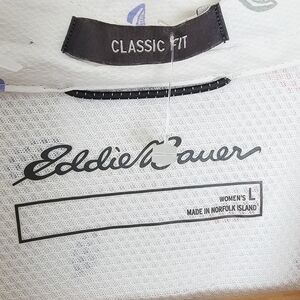 CLASSIC FIT
Eddie Bauer
WOMEN'S L
MADE IN NORFOLK ISLAND